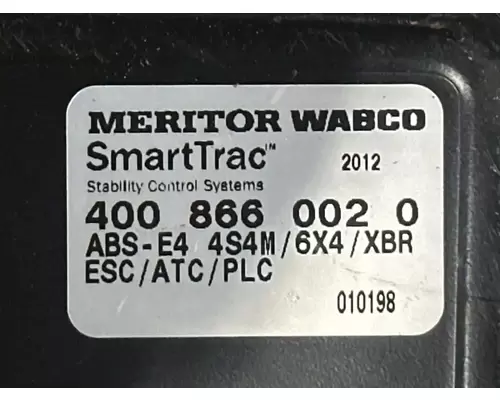 MERITOR WABCO
SmartTrac™ 2012
Stability Control Systems
400 866 002 0
ABS-E4 4S4M/6X4/XBR
ESC/ATC/PLC
010198